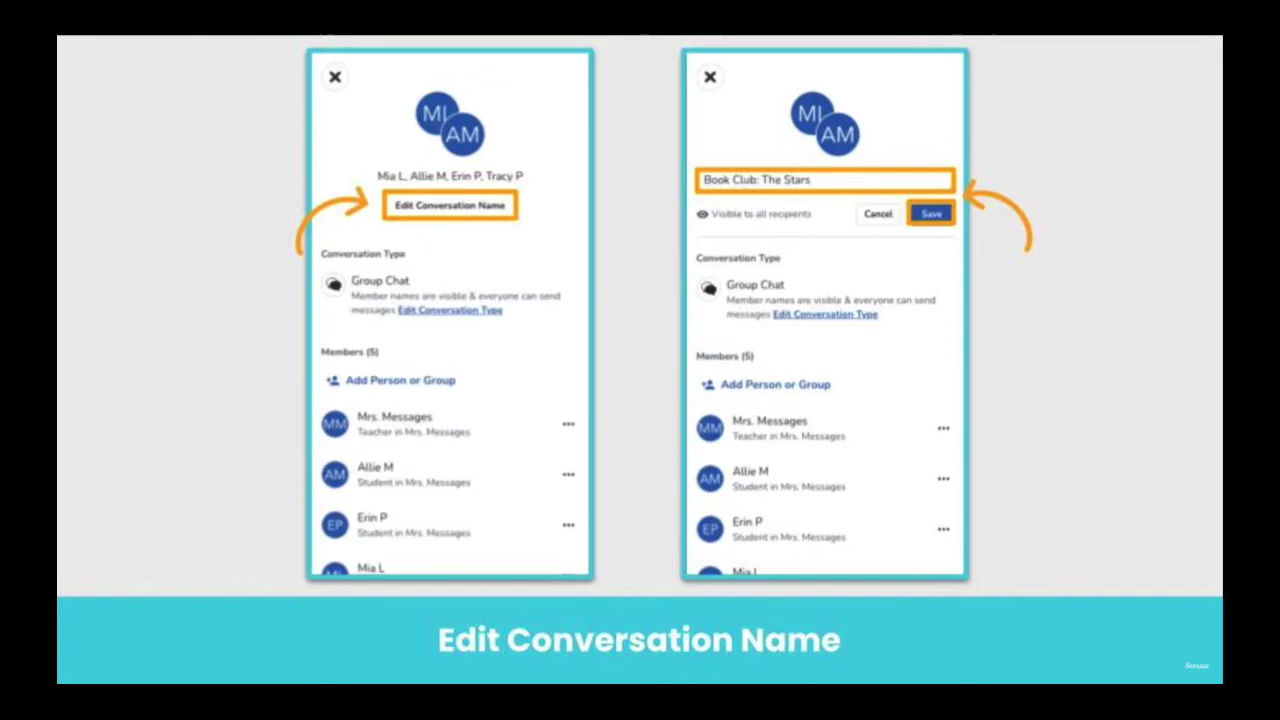 MI
AM
Mia L, Allie M, Erin P, Tracy P
Edit Conversation Name
Conversation Type
Group Chat
Member names are visible & everyone can send
messages Edit Conversation Type
Members (5)
Add Person or Group
MM
Mrs. Messages
Teacher in Mrs. Messages
AM
Allie M
Student in Mrs. Messages
EP
Erin P
Student in Mrs. Messages
Mia L
MI
AM
Book Club: The Stars
Visible to all recipients Cancel Save
Conversation Type
Group Chat
Member names are visible & everyone can send
messages Edit Conversation Type
Members (5)
Add Person or Group
MM
Mrs. Messages
Teacher in Mrs. Messages
AM
Allie M
Student in Mrs. Messages
EP
Erin P
Student in Mrs. Messages
Mia L
Edit Conversation Name
Seesaw